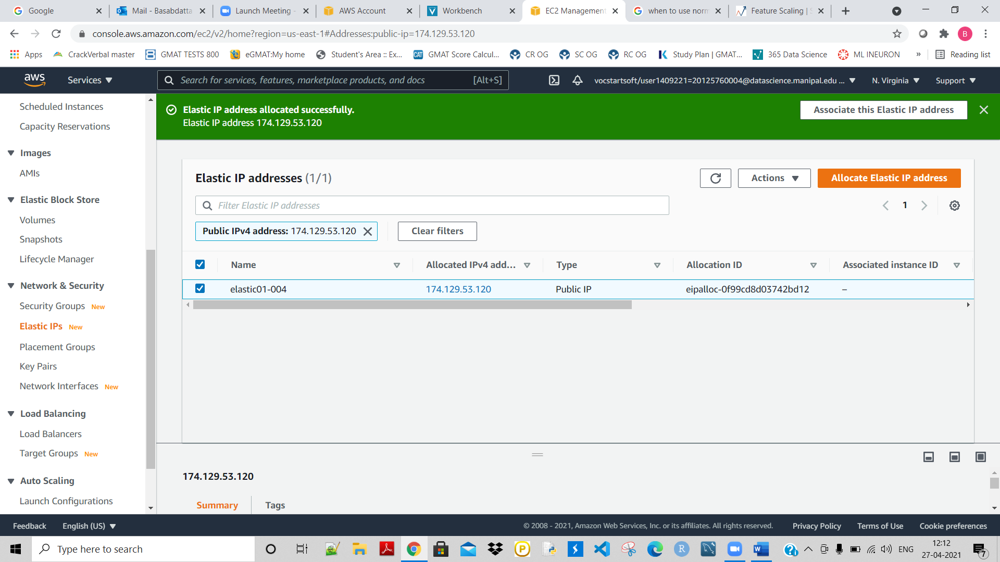 Google
Mail - Basabdatta
Launch Meeting -
AWS Account
Workbench
EC2 Management
when to use norm
Feature Scaling | S
console.aws.amazon.com/ec2/v2/home?region=us-east-1#Addresses:public-ip=174.129.53.120
B
Apps
CrackVerbal master
GMAT TESTS 800
eGMAT:My home
Student's Area :: Ex...
CAT
GMAT Score Calcul...
CR OG
SC OG
RC OG
Study Plan | GMAT...
365 Data Science
ML INEURON
»
Reading list
aws
Services
Search for services, features, marketplace products, and docs
[Alt+S]
vocstartsoft/user1409221=20125760004@datascience.manipal.edu ...
N. Virginia
Support
Scheduled Instances
Capacity Reservations
Images
AMIs
Elastic Block Store
Volumes
Snapshots
Lifecycle Manager
Network & Security
Security Groups New
Elastic IPs New
Placement Groups
Key Pairs
Network Interfaces New
Load Balancing
Load Balancers
Target Groups New
Auto Scaling
Launch Configurations
Elastic IP address allocated successfully.
Elastic IP address 174.129.53.120
Associate this Elastic IP address
Elastic IP addresses (1/1)
Actions
Allocate Elastic IP address
Filter Elastic IP addresses
1
Public IPv4 address: 174.129.53.120
Clear filters
Name
Allocated IPv4 add...
Type
Allocation ID
Associated instance ID
elastic01-004
174.129.53.120
Public IP
eipalloc-0f99cd8d03742bd12
–
174.129.53.120
Summary
Tags
Feedback
English (US)
© 2008 - 2021, Amazon Web Services, Inc. or its affiliates. All rights reserved.
Privacy Policy
Terms of Use
Cookie preferences
Type here to search
ENG
12:12
27-04-2021
7